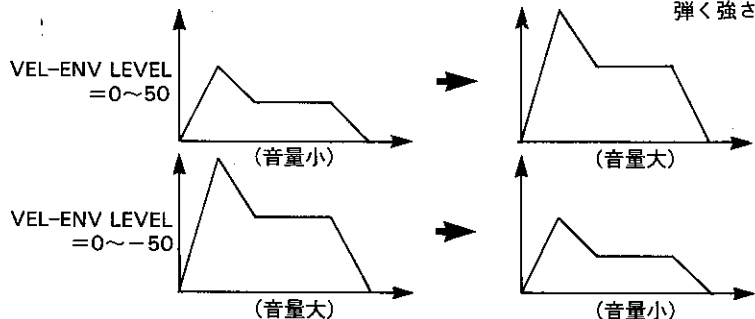 弾く強さ
VEL-ENV LEVEL
=0〜50
(音量小)
(音量大)
VEL-ENV LEVEL
=0〜−50
(音量大)
(音量小)